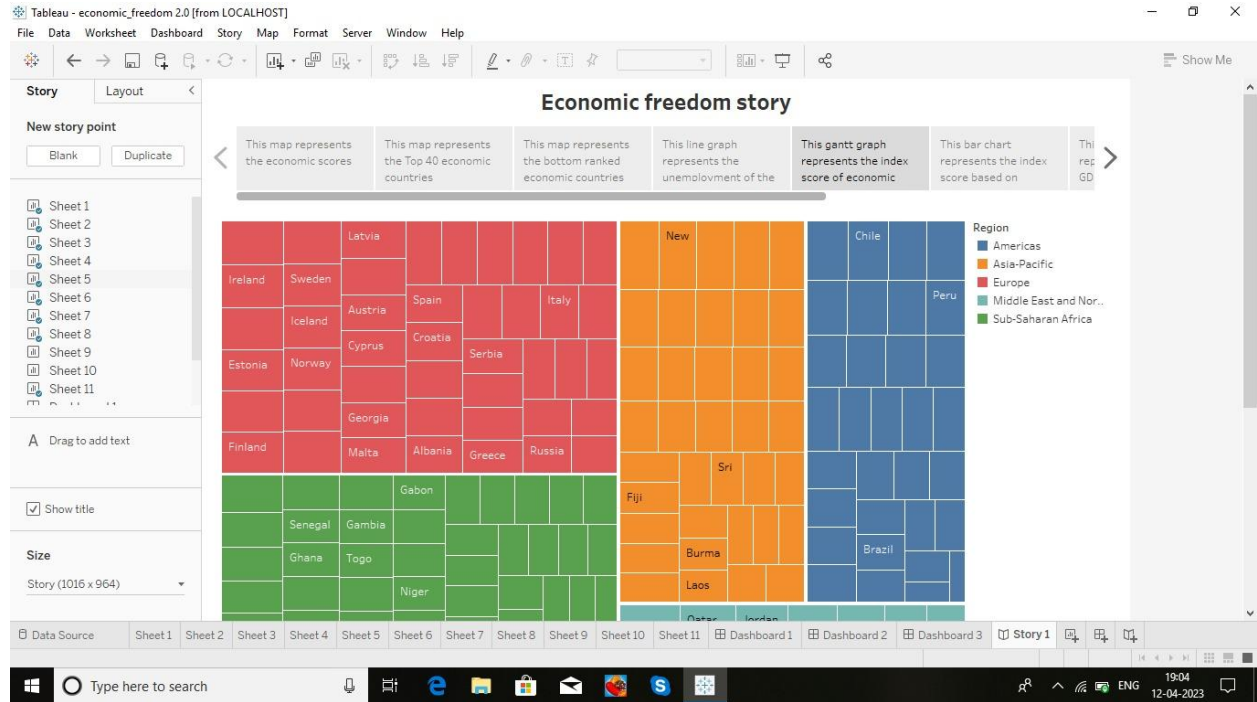 Tableau - economic_freedom 2.0 [from LOCALHOST]
File Data Worksheet Dashboard Story Map Format Server Window Help
Show Me
Story Layout
New story point
Blank Duplicate
Sheet 1
Sheet 2
Sheet 3
Sheet 4
Sheet 5
Sheet 6
Sheet 7
Sheet 8
Sheet 9
Sheet 10
Sheet 11
A Drag to add text
Show title
Size
Story (1016 x 964)
Economic freedom story
This map represents
the economic scores
This map represents
the Top 40 economic
countries
This map represents
the bottom ranked
economic countries
This line graph
represents the
unemployment of the
This gantt graph
represents the index
score of economic
This bar chart
represents the index
score based on
Thi
rep
GD
Latvia
Ireland Sweden
Spain Italy
Austria
Iceland
Croatia
Cyprus
Serbia
Estonia Norway
Georgia
Finland Malta Albania Greece Russia
Gabon
Senegal Gambia
Ghana Togo
Niger
New
Sri
Fiji
Burma
Laos
Chile
Peru
Brazil
Qatar Jordan
Region
Americas
Asia-Pacific
Europe
Middle East and Nor..
Sub-Saharan Africa
Data Source Sheet 1 Sheet 2 Sheet 3 Sheet 4 Sheet 5 Sheet 6 Sheet 7 Sheet 8 Sheet 9 Sheet 10 Sheet 11 Dashboard 1 Dashboard 2 Dashboard 3 Story 1
Type here to search
ENG
19:04
12-04-2023